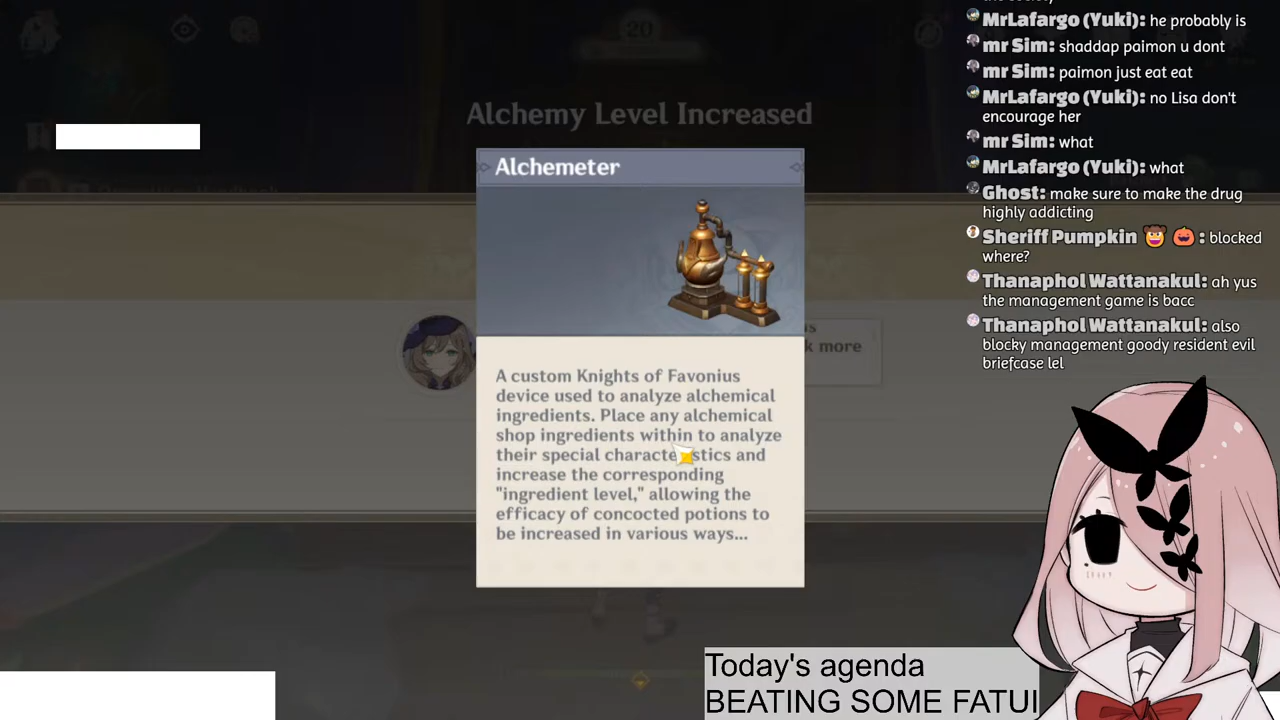 20
Alchemy Level Increased
Alchemeter
A custom Knights of Favonius
device used to analyze alchemical
ingredients. Place any alchemical
shop ingredients within to analyze
their special characteristics and
increase the corresponding
"ingredient level," allowing the
efficacy of concocted potions to
be increased in various ways...
k more
MrLafargo (Yuki): he probably is
mr Sim: shaddap paimon u dont
mr Sim: paimon just eat eat
MrLafargo (Yuki): no Lisa don't
encourage her
mr Sim: what
MrLafargo (Yuki): what
Ghost: make sure to make the drug
highly addicting
Sheriff Pumpkin 🤠 🎃 : blocked
where?
Thanaphol Wattanakul: ah yus
the management game is bacc
Thanaphol Wattanakul: also
blocky management goody resident evil
briefcase lel
Today's agenda
BEATING SOME FATUI